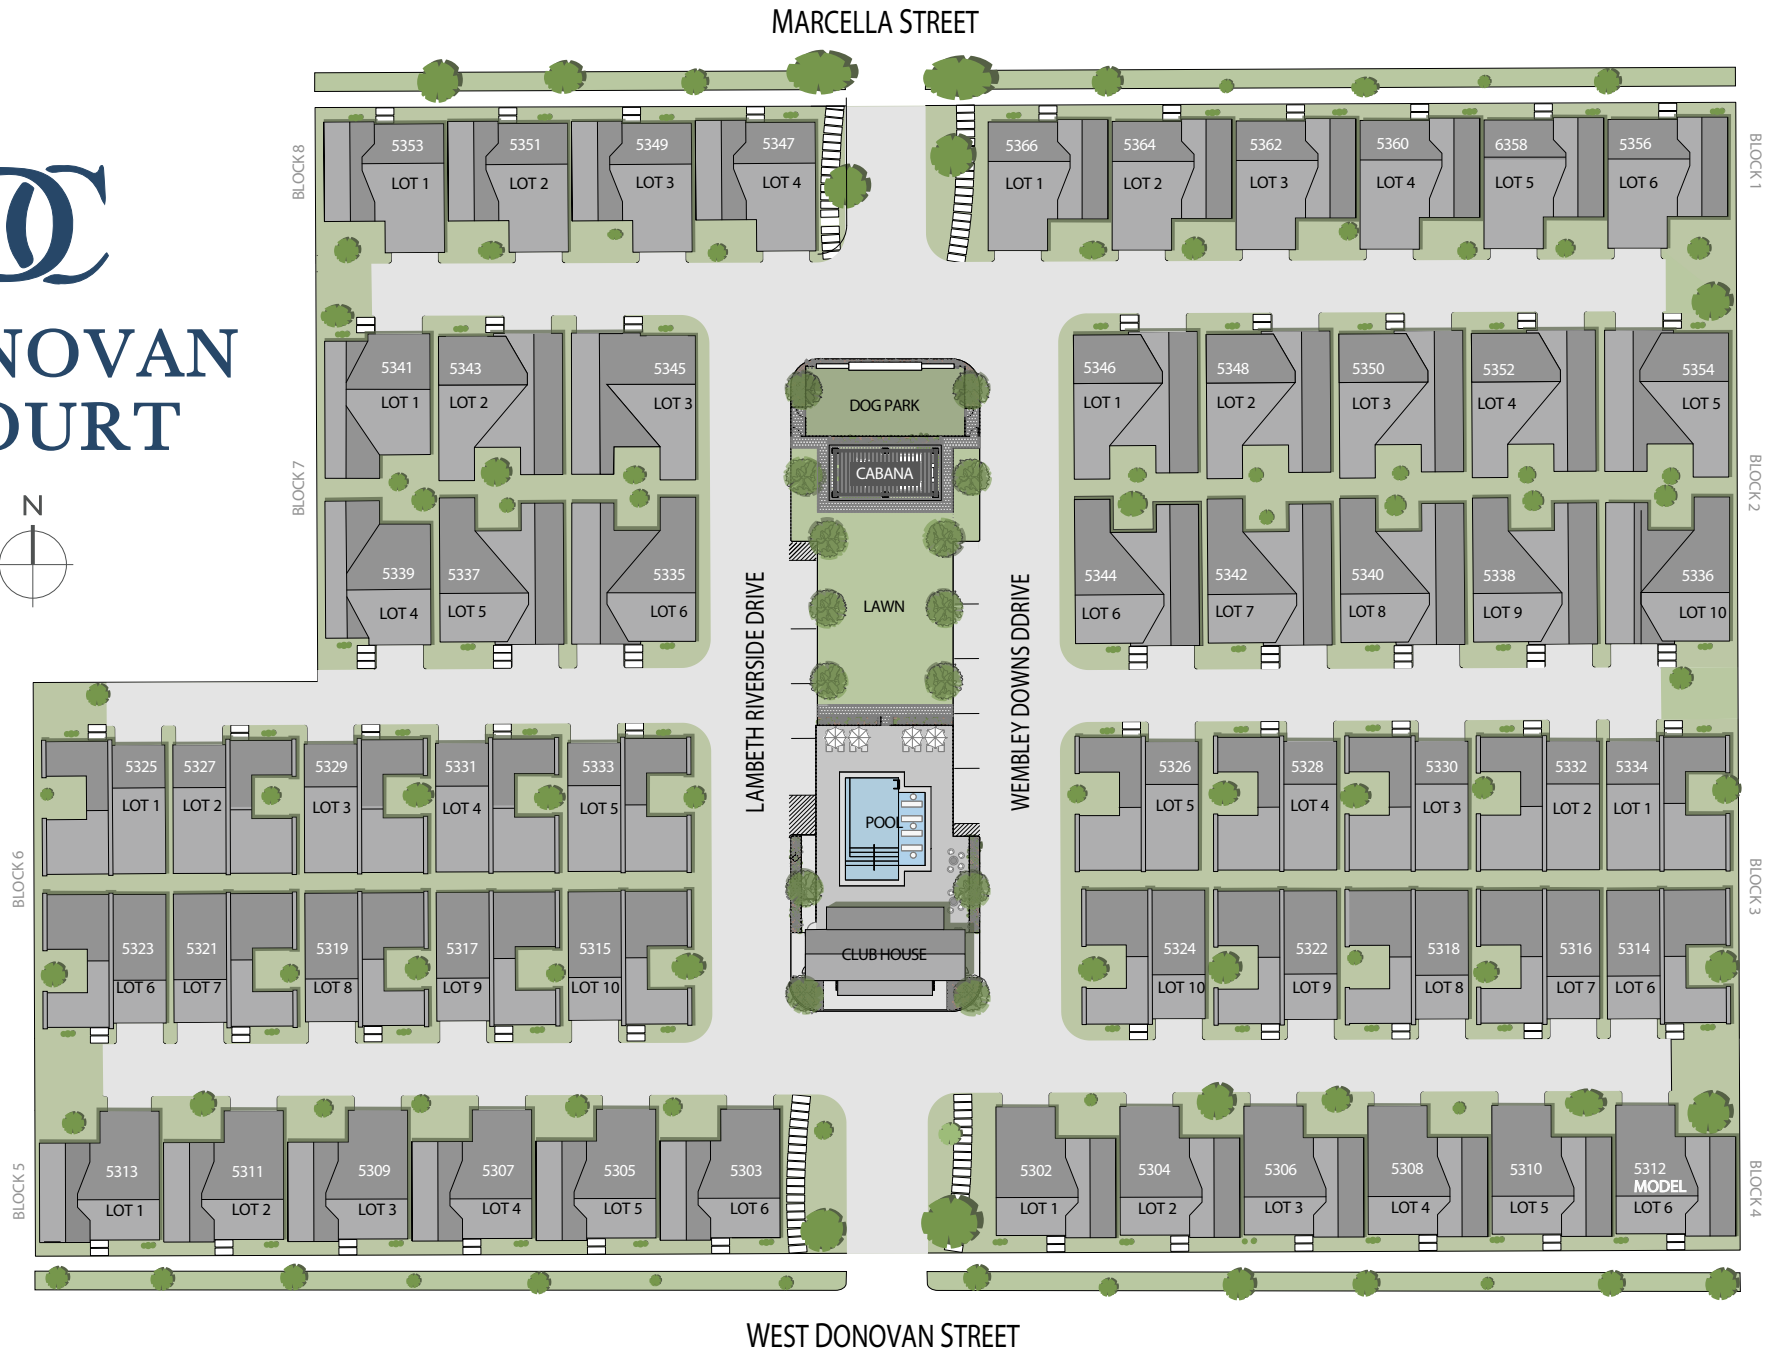 MARCELLA STREET
BLOCK 8
5353
5351
5349
5347
LOT 1
LOT 2
LOT 3
LOT 4
5366
5364
5362
5360
6358
5356
LOT 1
LOT 2
LOT 3
LOT 4
LOT 5
LOT 6
BLOCK 1
DC
NOVAN
OURT
N
BLOCK 7
5341
5343
5345
LOT 1
LOT 2
LOT 3
5339
5337
5335
LOT 4
LOT 5
LOT 6
DOG PARK
CABANA
LAWN
POOL
CLUB HOUSE
LAMBETH RIVERSIDE DRIVE
WEMBLEY DOWNS DDRIVE
5346
5348
5350
5352
5354
LOT 1
LOT 2
LOT 3
LOT 4
LOT 5
5344
5342
5340
5338
5336
LOT 6
LOT 7
LOT 8
LOT 9
LOT 10
BLOCK 2
BLOCK 6
5325
5327
5329
5331
5333
LOT 1
LOT 2
LOT 3
LOT 4
LOT 5
5323
5321
5319
5317
5315
LOT 6
LOT 7
LOT 8
LOT 9
LOT 10
5326
5328
5330
5332
5334
LOT 5
LOT 4
LOT 3
LOT 2
LOT 1
5324
5322
5318
5316
5314
LOT 10
LOT 9
LOT 8
LOT 7
LOT 6
BLOCK 3
BLOCK 5
5313
5311
5309
5307
5305
5303
LOT 1
LOT 2
LOT 3
LOT 4
LOT 5
LOT 6
5302
5304
5306
5308
5310
5312
MODEL
LOT 1
LOT 2
LOT 3
LOT 4
LOT 5
LOT 6
BLOCK 4
WEST DONOVAN STREET